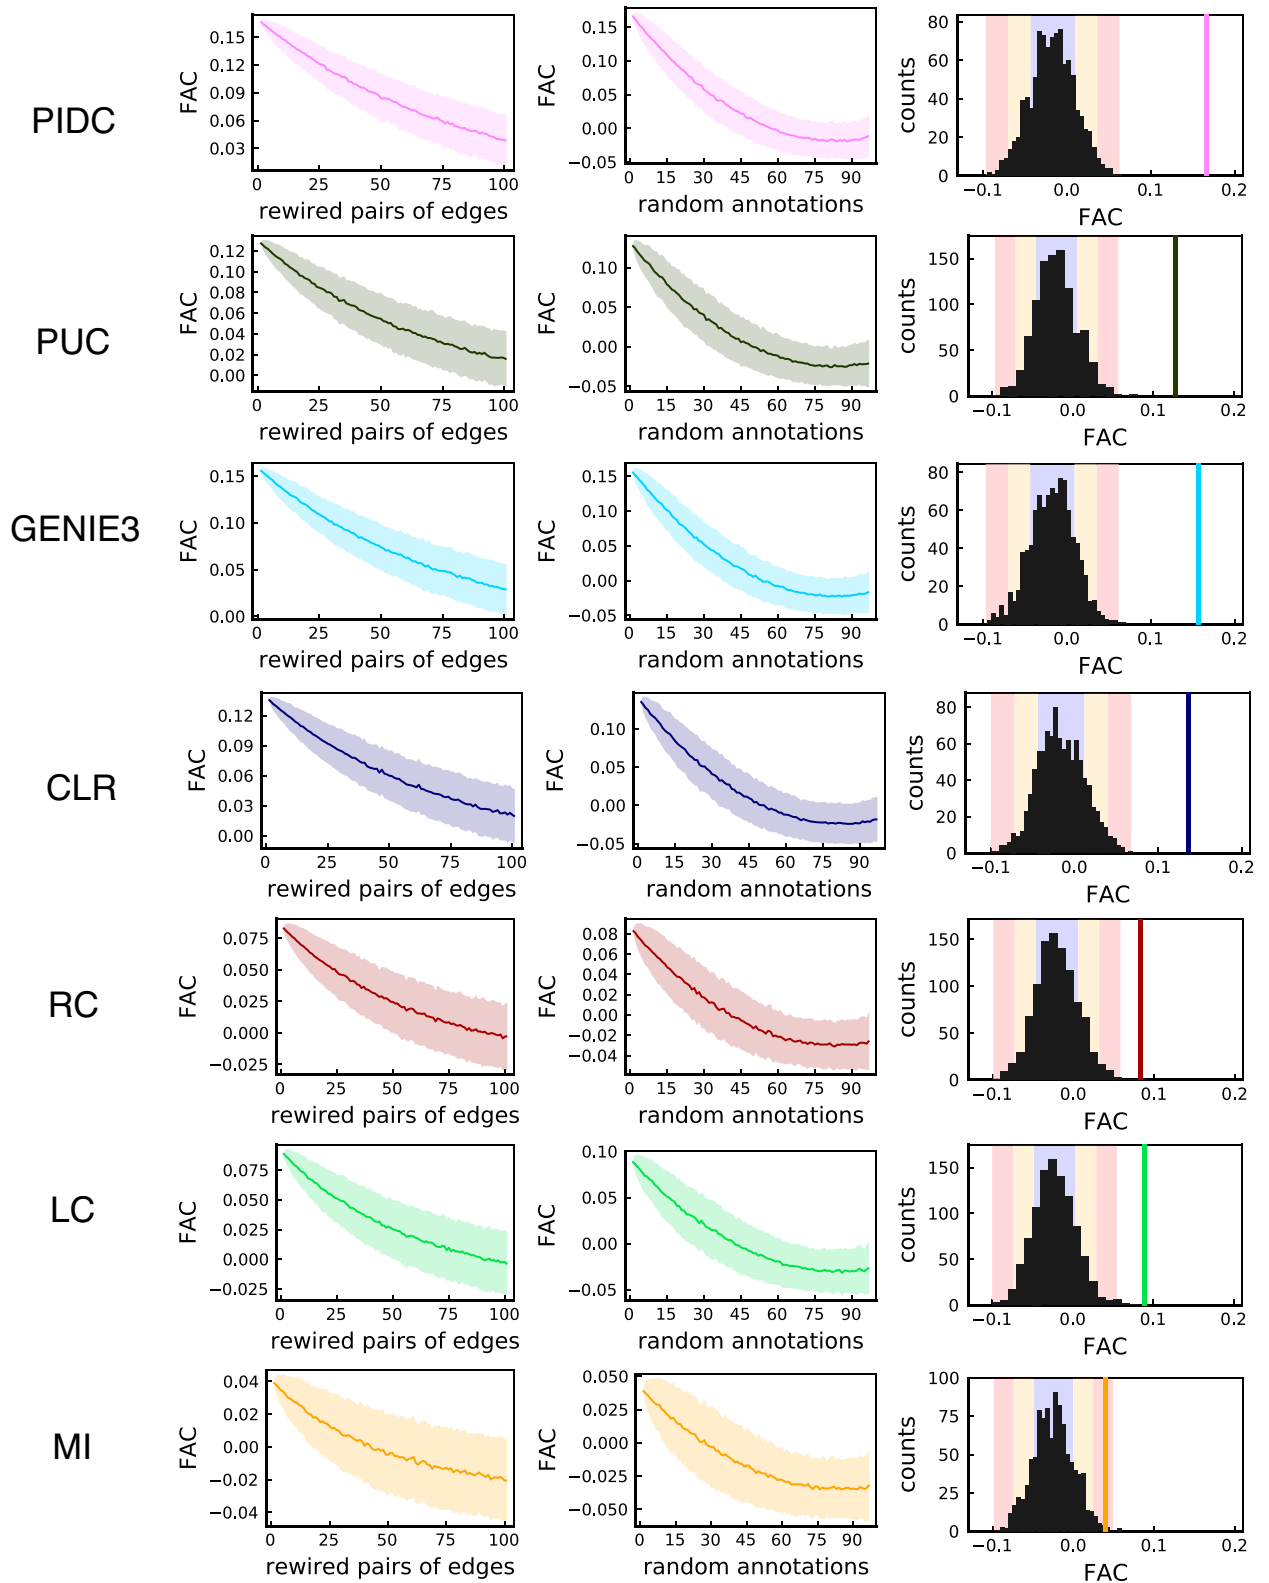 PIDC
FAC
0.15
0.12
0.09
0.06
0.03
0 25 50 75 100
rewired pairs of edges
FAC
0.15
0.10
0.05
0.00
−0.05
0 15 30 45 60 75 90
random annotations
counts
80
60
40
20
0
−0.1 0.0 0.1 0.2
FAC
PUC
FAC
0.12
0.10
0.08
0.06
0.04
0.02
0.00
0 25 50 75 100
rewired pairs of edges
FAC
0.10
0.05
0.00
−0.05
0 15 30 45 60 75 90
random annotations
counts
150
100
50
0
−0.1 0.0 0.1 0.2
FAC
GENIE3
FAC
0.15
0.10
0.05
0.00
0 25 50 75 100
rewired pairs of edges
FAC
0.15
0.10
0.05
0.00
−0.05
0 15 30 45 60 75 90
random annotations
counts
80
60
40
20
0
−0.1 0.0 0.1 0.2
FAC
CLR
FAC
0.12
0.09
0.06
0.03
0.00
0 25 50 75 100
rewired pairs of edges
FAC
0.10
0.05
0.00
−0.05
0 15 30 45 60 75 90
random annotations
counts
80
60
40
20
0
−0.1 0.0 0.1 0.2
FAC
RC
FAC
0.075
0.050
0.025
0.000
−0.025
0 25 50 75 100
rewired pairs of edges
FAC
0.08
0.06
0.04
0.02
0.00
−0.02
−0.04
0 15 30 45 60 75 90
random annotations
counts
150
100
50
0
−0.1 0.0 0.1 0.2
FAC
LC
FAC
0.075
0.050
0.025
0.000
−0.025
0 25 50 75 100
rewired pairs of edges
FAC
0.10
0.05
0.00
−0.05
0 15 30 45 60 75 90
random annotations
counts
150
100
50
0
−0.1 0.0 0.1 0.2
FAC
MI
FAC
0.04
0.02
0.00
−0.02
−0.04
0 25 50 75 100
rewired pairs of edges
FAC
0.050
0.025
0.000
−0.025
−0.050
0 15 30 45 60 75 90
random annotations
counts
100
75
50
25
0
−0.1 0.0 0.1 0.2
FAC